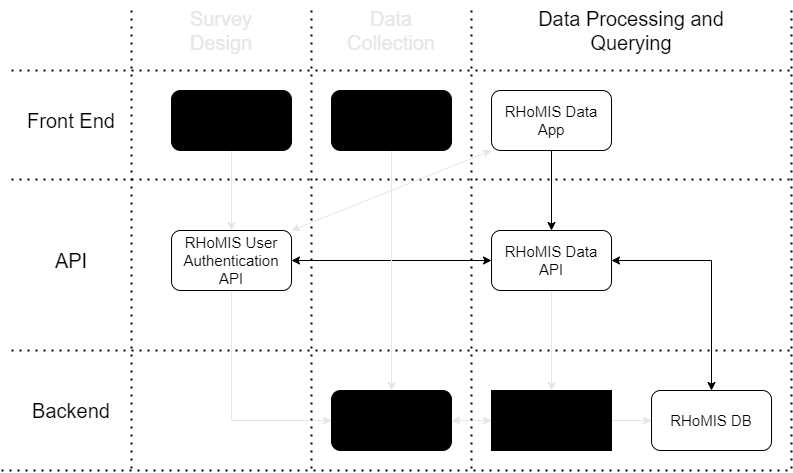 Survey
Design
Data
Collection
Data Processing and
Querying
Front End
RHoMIS Data
App
API
RHoMIS User
Authentication
API
RHoMIS Data
API
Backend
RHoMIS DB